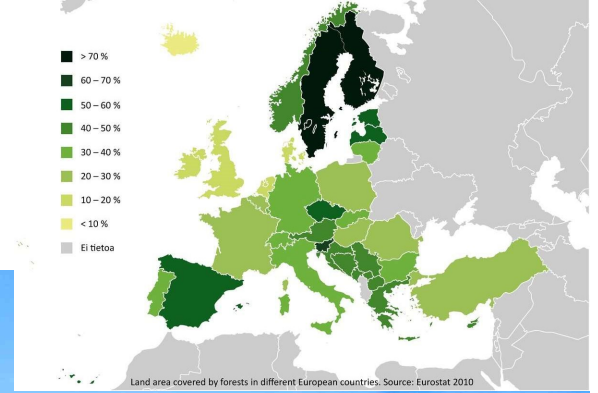 > 70 %
60 – 70 %
50 – 60 %
40 – 50 %
30 – 40 %
20 – 30 %
10 – 20 %
< 10 %
Ei tietoa
Land area covered by forests in different European countries. Source: Eurostat 2010